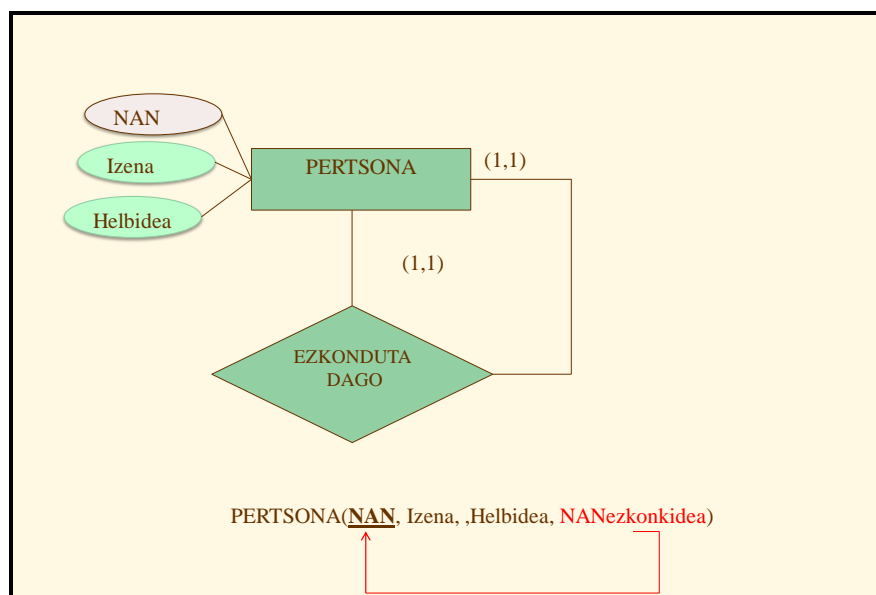 NAN
Izena
Helbidea
PERTSONA
(1,1)
(1,1)
EZKONDUTA
DAGO
PERTSONA(NAN, Izena, ,Helbidea, NANezkonkidea)